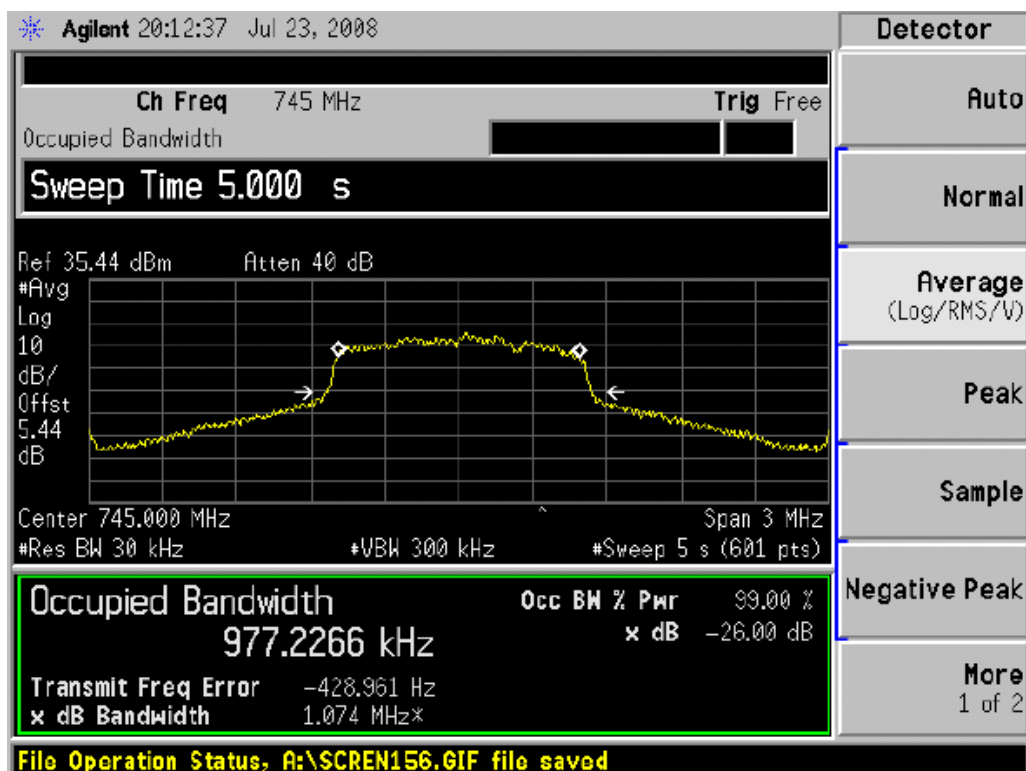 Agilent 20:12:37 Jul 23, 2008
Detector
Ch Freq 745 MHz Trig Free
Occupied Bandwidth
Sweep Time 5.000 s
Ref 35.44 dBm Atten 40 dB
#Avg
Log
10
dB/
Offst
5.44
dB
Center 745.000 MHz Span 3 MHz
#Res BW 30 kHz #VBW 300 kHz #Sweep 5 s (601 pts)
Occupied Bandwidth Occ BW % Pwr 99.00 %
977.2266 kHz x dB -26.00 dB
Transmit Freq Error -428.961 Hz
x dB Bandwidth 1.074 MHz*
File Operation Status, A:\SCREN156.GIF file saved
Auto
Normal
Average
(Log/RMS/V)
Peak
Sample
Negative Peak
More
1 of 2